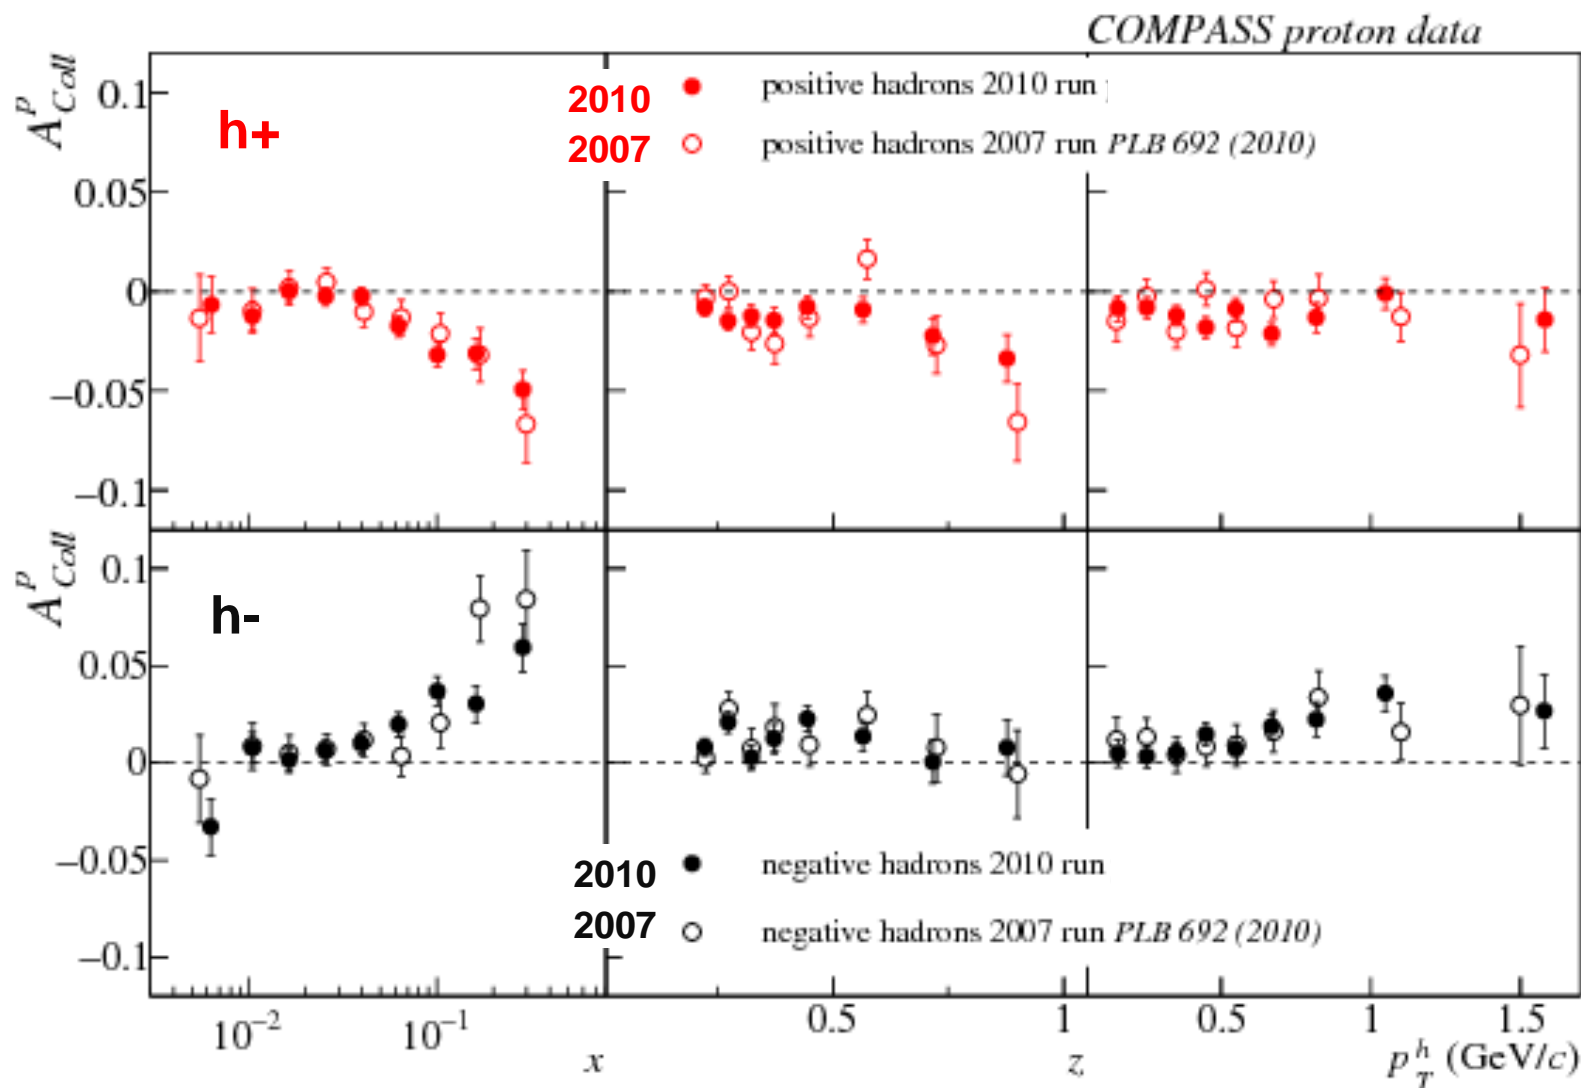 COMPASS proton data
A^p_Coll
0.1
0.05
0
−0.05
−0.1
h+
2010 positive hadrons 2010 run
2007 positive hadrons 2007 run PLB 692 (2010)
A^p_Coll
0.1
0.05
0
−0.05
−0.1
h-
2010 negative hadrons 2010 run
2007 negative hadrons 2007 run PLB 692 (2010)
10^−2 10^−1 0.5 1 0.5 1 1.5
x z p_T^h (GeV/c)